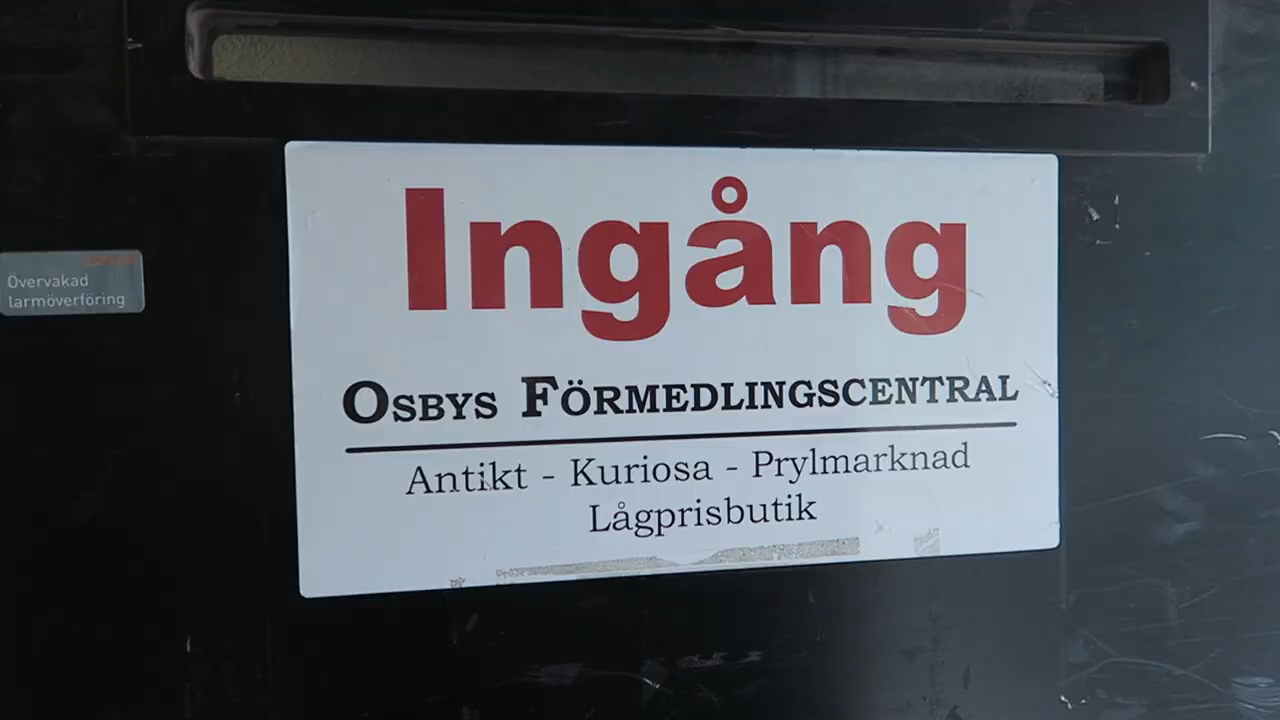 Ingång
Osbys Förmedlingscentral
Antikt - Kuriosa - Prylmarknad
Lågprisbutik
Övervakad
larmöverföring